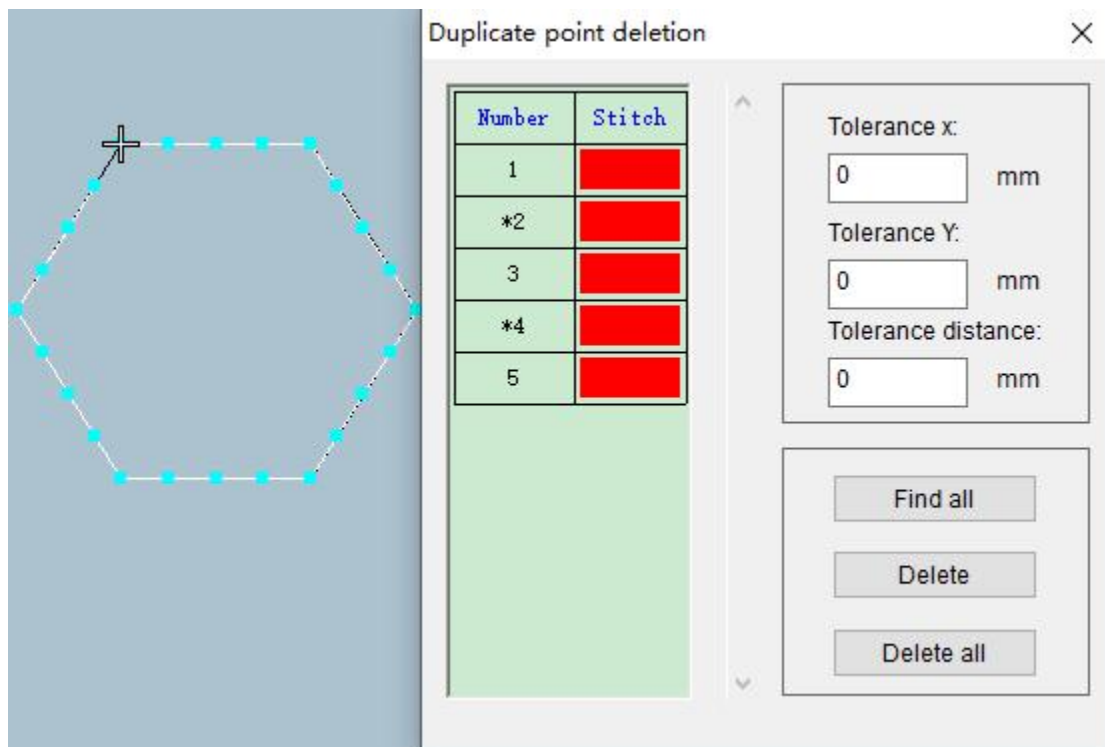 Duplicate point deletion
Number Stitch
1
*2
3
*4
5
Tolerance x:
0 mm
Tolerance Y:
0 mm
Tolerance distance:
0 mm
Find all
Delete
Delete all